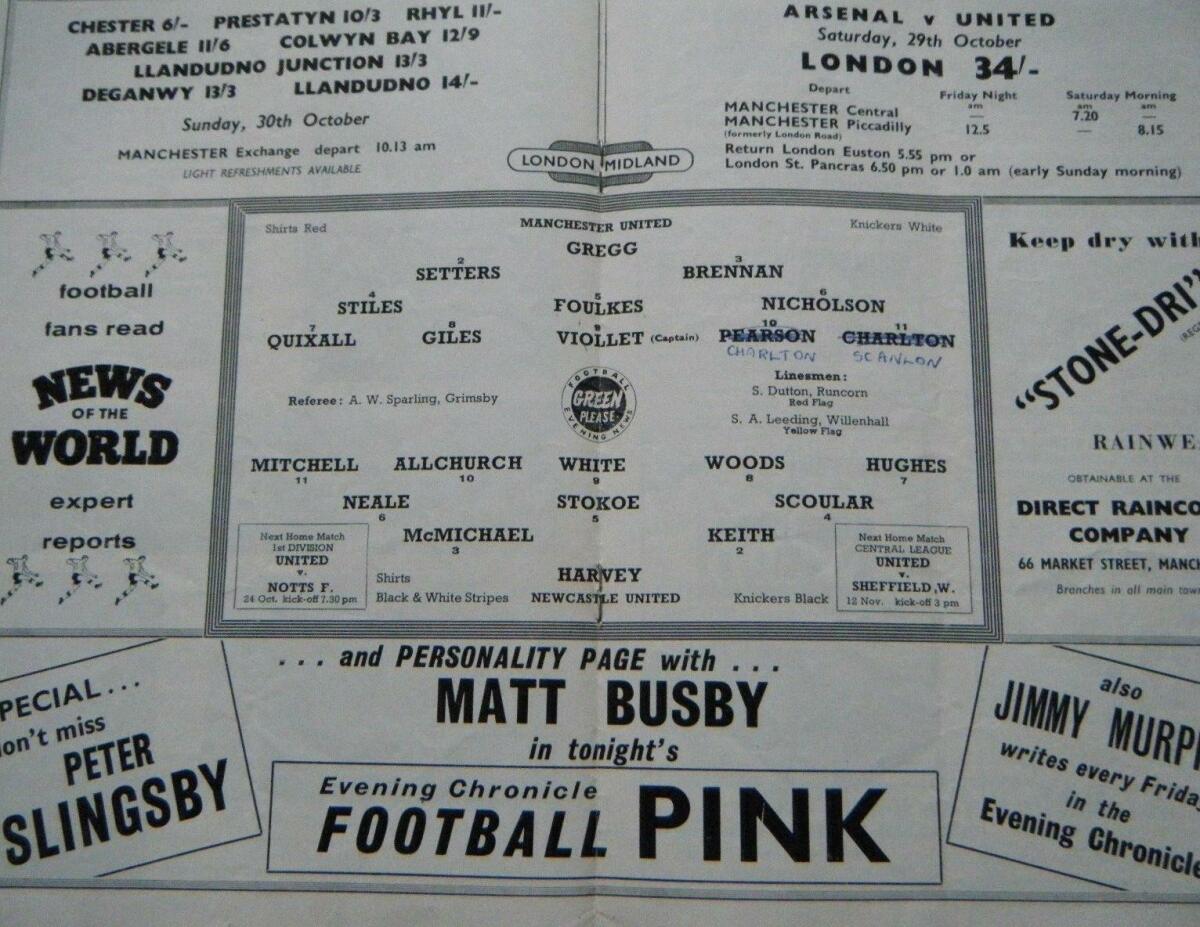 CHESTER 6/- PRESTATYN 10/3 RHYL 11/-
ABERGELE 11/6 COLWYN BAY 12/9
LLANDUDNO JUNCTION 13/3
DEGANWY 13/3 LLANDUDNO 14/-
Sunday, 30th October
MANCHESTER Exchange depart 10.13 am
LIGHT REFRESHMENTS AVAILABLE
LONDON MIDLAND
ARSENAL v UNITED
Saturday, 29th October
LONDON 34/-
Depart Friday Night Saturday Morning
am am am
MANCHESTER Central — 7.20 —
MANCHESTER Piccadilly 12.5 — 8.15
(formerly London Road)
Return London Euston 5.55 pm or
London St. Pancras 6.50 pm or 1.0 am (early Sunday morning)
football
fans read
NEWS
OF THE
WORLD
expert
reports
Shirts Red MANCHESTER UNITED Knickers White
GREGG
2 3
SETTERS BRENNAN
4 5 6
STILES FOULKES NICHOLSON
7 8 9 10 11
QUIXALL GILES VIOLLET (Captain) PEARSON CHARLTON
CHARLTON SCANLON
Linesmen:
Referee: A. W. Sparling, Grimsby
S. Dutton, Runcorn
Red Flag
S. A. Leeding, Willenhall
Yellow Flag
FOOTBALL
GREEN
PLEASE
EVENING NEWS
MITCHELL ALLCHURCH WHITE WOODS HUGHES
11 10 9 8 7
NEALE STOKOE SCOULAR
6 5 4
McMICHAEL KEITH
3 2
HARVEY
Shirts
Black & White Stripes NEWCASTLE UNITED Knickers Black
Next Home Match
1st DIVISION
UNITED
v.
NOTTS F.
24 Oct. kick-off 7.30 pm
Next Home Match
CENTRAL LEAGUE
UNITED
v.
SHEFFIELD, W.
12 Nov. kick-off 3 pm
Keep dry with
"STONE-DRI"
RAINWE
OBTAINABLE AT THE
DIRECT RAINCO
COMPANY
66 MARKET STREET, MANCH
Branches in all main tow
PECIAL...
on't miss
PETER
SLINGSBY
... and PERSONALITY PAGE with ...
MATT BUSBY
in tonight's
Evening Chronicle
FOOTBALL PINK
also
JIMMY MURP
writes every Frida
in the
Evening Chronicle